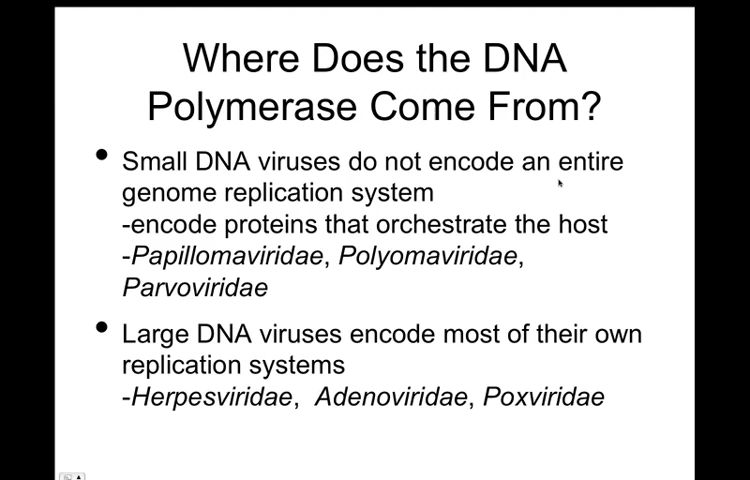 Where Does the DNA
Polymerase Come From?
• Small DNA viruses do not encode an entire
genome replication system
-encode proteins that orchestrate the host
-Papillomaviridae, Polyomaviridae,
Parvoviridae
• Large DNA viruses encode most of their own
replication systems
-Herpesviridae, Adenoviridae, Poxviridae